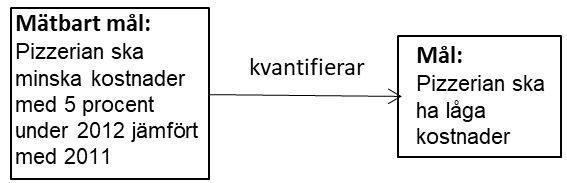 Mätbart mål:
Pizzerian ska
minska kostnader
med 5 procent
under 2012 jämfört
med 2011
kvantifierar
Mål:
Pizzerian ska
ha låga
kostnader